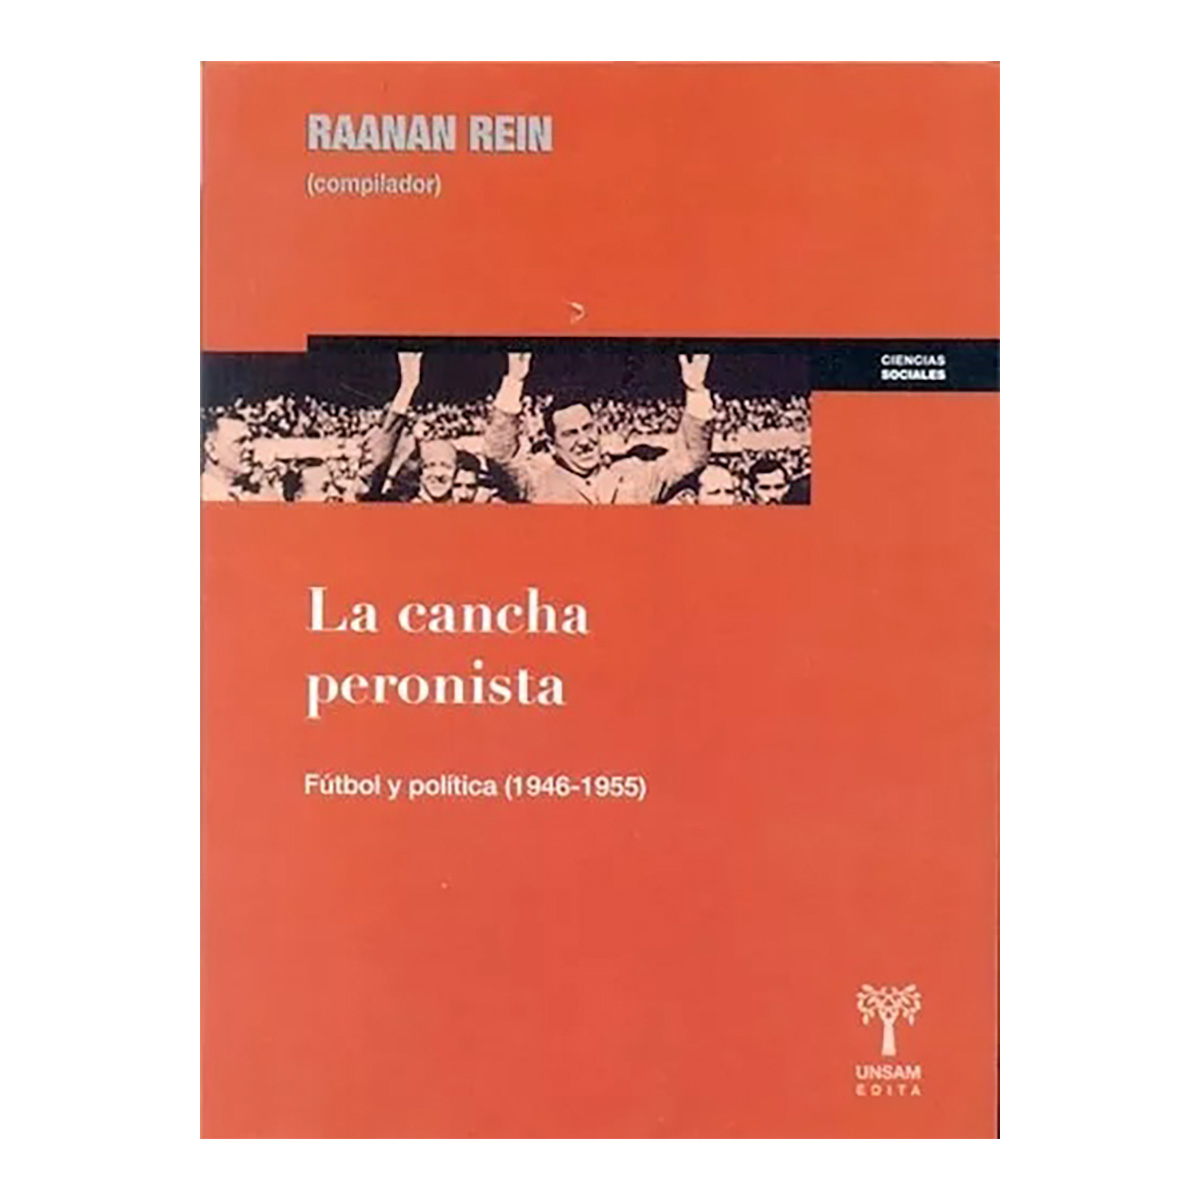 RAANAN REIN
(compilador)
CIENCIAS
SOCIALES
La cancha
peronista
Fútbol y política (1946-1955)
UNSAM
EDITA